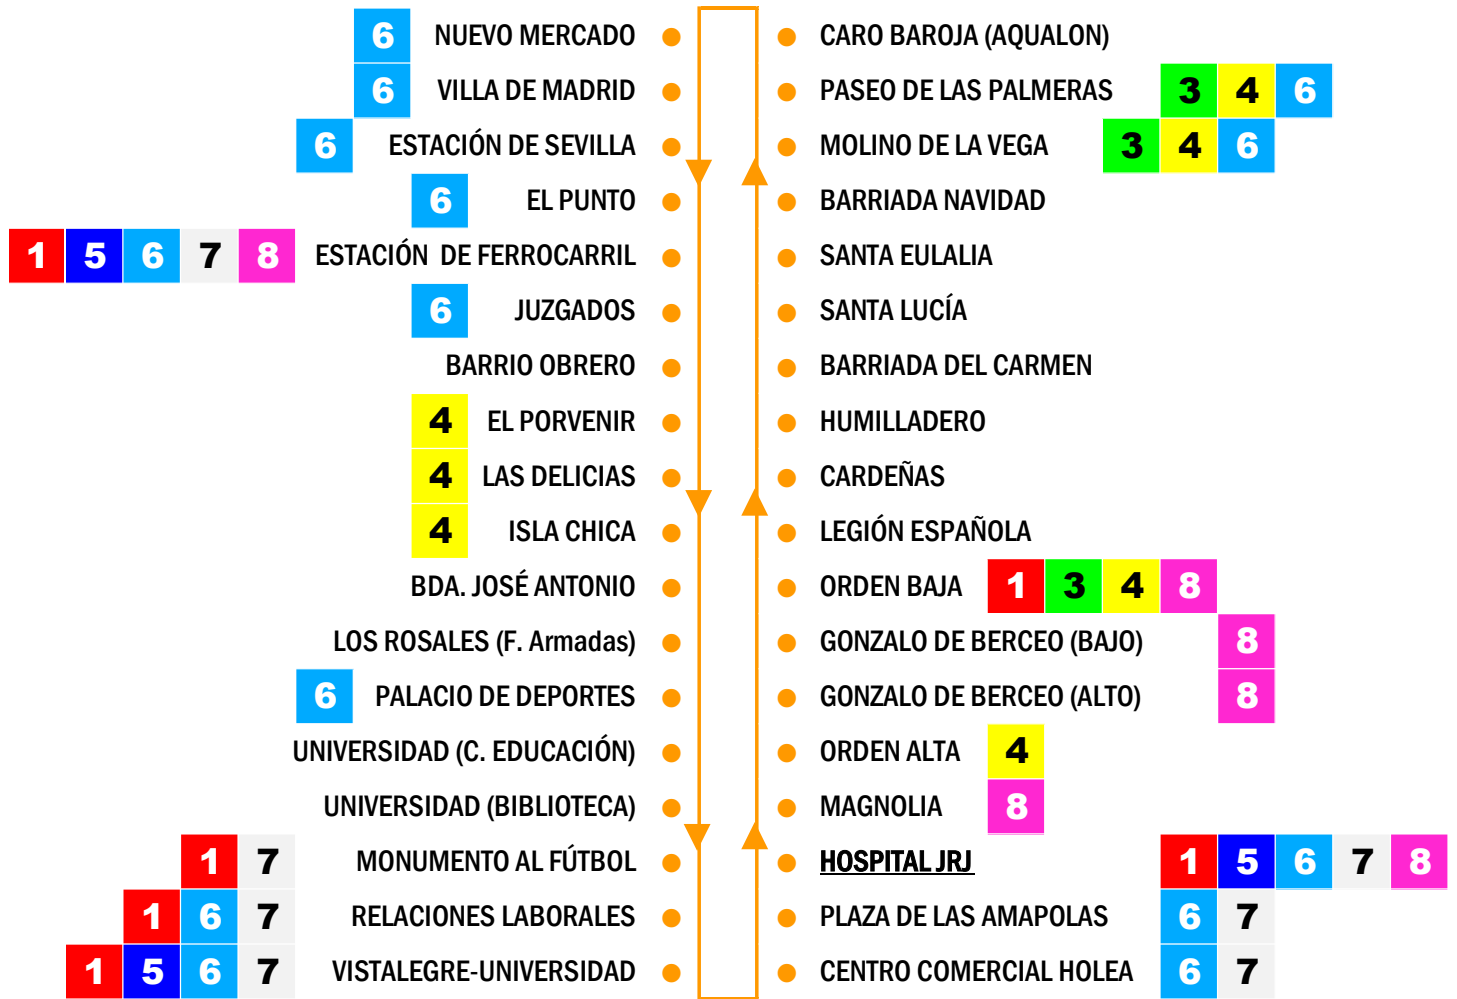 6 NUEVO MERCADO
6 VILLA DE MADRID
6 ESTACIÓN DE SEVILLA
6 EL PUNTO
1 5 6 7 8 ESTACIÓN DE FERROCARRIL
6 JUZGADOS
BARRIO OBRERO
4 EL PORVENIR
4 LAS DELICIAS
4 ISLA CHICA
BDA. JOSÉ ANTONIO
LOS ROSALES (F. Armadas)
6 PALACIO DE DEPORTES
UNIVERSIDAD (C. EDUCACIÓN)
UNIVERSIDAD (BIBLIOTECA)
1 7 MONUMENTO AL FÚTBOL
1 6 7 RELACIONES LABORALES
1 5 6 7 VISTALEGRE-UNIVERSIDAD
CARO BAROJA (AQUALON)
PASEO DE LAS PALMERAS 3 4 6
MOLINO DE LA VEGA 3 4 6
BARRIADA NAVIDAD
SANTA EULALIA
SANTA LUCÍA
BARRIADA DEL CARMEN
HUMILLADERO
CARDEÑAS
LEGIÓN ESPAÑOLA
ORDEN BAJA 1 3 4 8
GONZALO DE BERCEO (BAJO) 8
GONZALO DE BERCEO (ALTO) 8
ORDEN ALTA 4
MAGNOLIA 8
HOSPITAL JRJ 1 5 6 7 8
PLAZA DE LAS AMAPOLAS 6 7
CENTRO COMERCIAL HOLEA 6 7